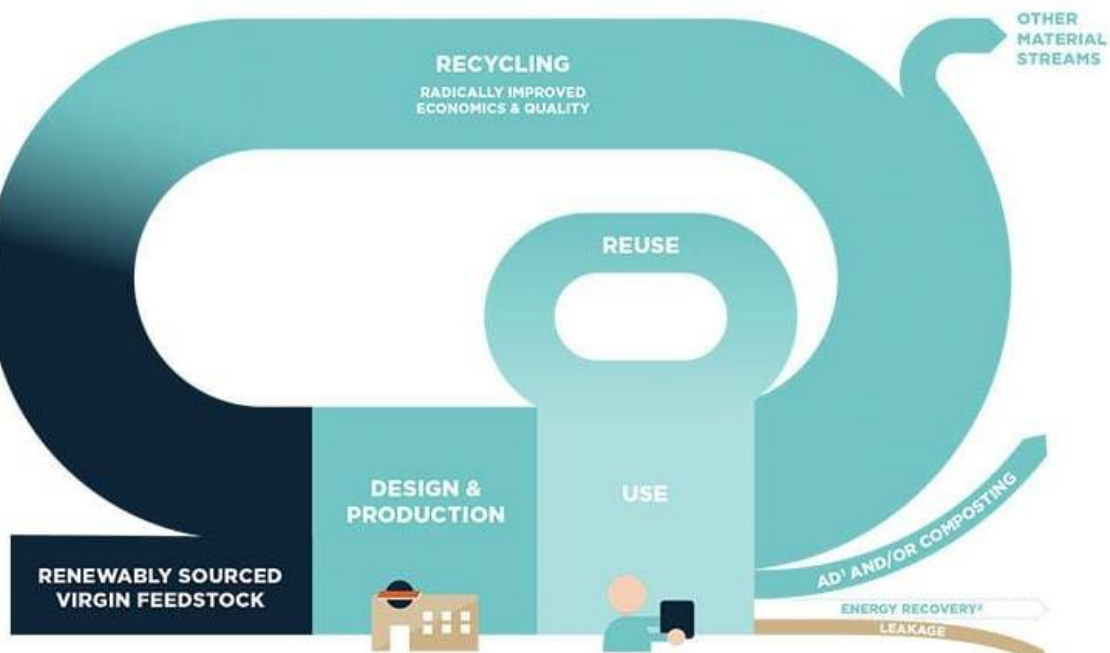 OTHER
MATERIAL
STREAMS
RECYCLING
RADICALLY IMPROVED
ECONOMICS & QUALITY
REUSE
DESIGN &
PRODUCTION
USE
RENEWABLY SOURCED
VIRGIN FEEDSTOCK
AD¹ AND/OR COMPOSTING
ENERGY RECOVERY²
LEAKAGE